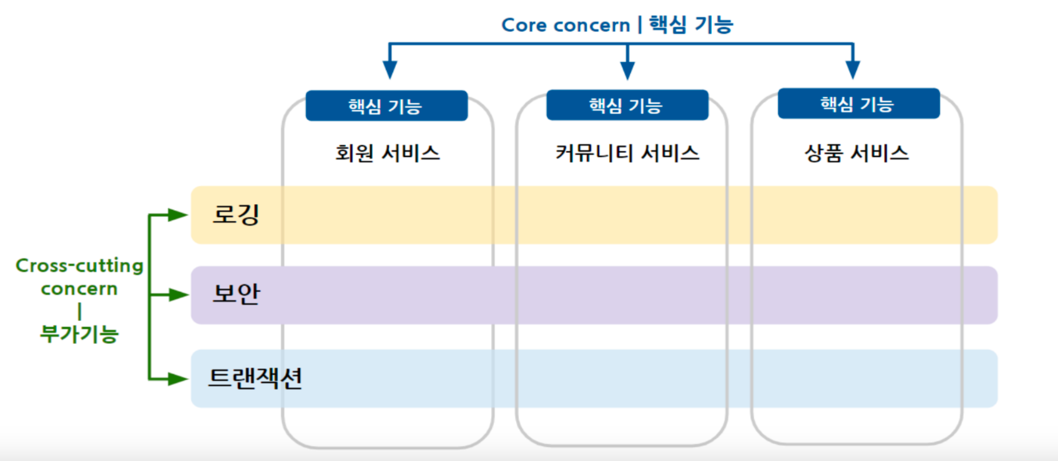 Core concern | 핵심 기능
핵심 기능
핵심 기능
핵심 기능
회원 서비스
커뮤니티 서비스
상품 서비스
로깅
Cross-cutting
concern
|
부가기능
보안
트랜잭션